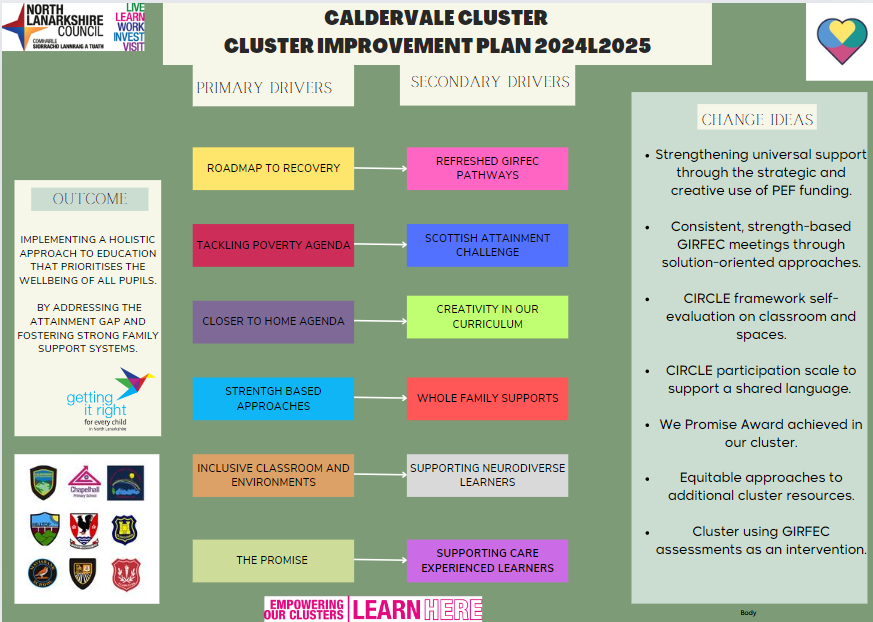 NORTH
LANARKSHIRE
COUNCIL
COMHAIRLE
SIORRACHD LANNRAIG A TUATH
LIVE
LEARN
WORK
INVEST
VISIT
CALDERVALE CLUSTER
CLUSTER IMPROVEMENT PLAN 2024L2025
PRIMARY DRIVERS
SECONDARY DRIVERS
ROADMAP TO RECOVERY
REFRESHED GIRFEC
PATHWAYS
TACKLING POVERTY AGENDA
SCOTTISH ATTAINMENT
CHALLENGE
CLOSER TO HOME AGENDA
CREATIVITY IN OUR
CURRICULUM
STRENTGH BASED
APPROACHES
WHOLE FAMILY SUPPORTS
INCLUSIVE CLASSROOM AND
ENVIRONMENTS
SUPPORTING NEURODIVERSE
LEARNERS
THE PROMISE
SUPPORTING CARE
EXPERIENCED LEARNERS
OUTCOME
IMPLEMENTING A HOLISTIC
APPROACH TO EDUCATION
THAT PRIORITISES THE
WELLBEING OF ALL PUPILS.
BY ADDRESSING THE
ATTAINMENT GAP AND
FOSTERING STRONG FAMILY
SUPPORT SYSTEMS.
getting
it right
for every child
in North Lanarkshire
Chapelhall
Primary School
CHANGE IDEAS
• Strengthening universal support
through the strategic and
creative use of PEF funding.
• Consistent, strength-based
GIRFEC meetings through
solution-oriented approaches.
• CIRCLE framework self-
evaluation on classroom and
spaces.
• CIRCLE participation scale to
support a shared language.
• We Promise Award achieved in
our cluster.
• Equitable approaches to
additional cluster resources.
• Cluster using GIRFEC
assessments as an intervention.
EMPOWERING
OUR CLUSTERS
LEARN HERE
Body